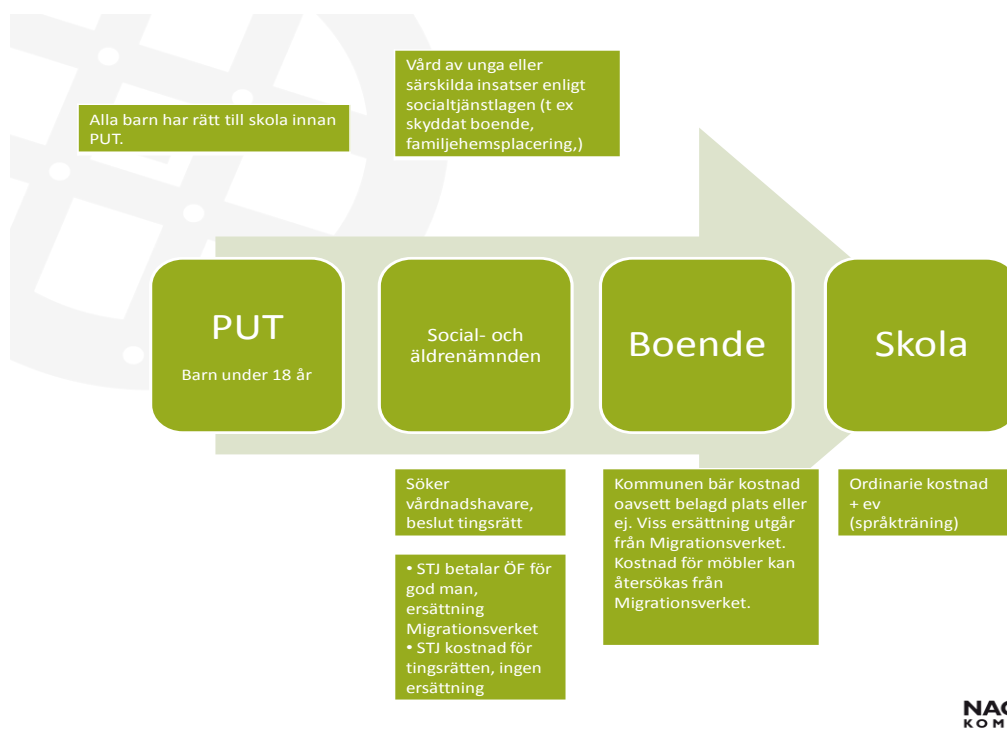 Vård av unga eller
särskilda insatser enligt
socialtjänstlagen (t ex
skyddat boende,
familjehemsplacering,)
Alla barn har rätt till skola innan
PUT.
PUT
Barn under 18 år
Social- och
äldrenämnden
Boende
Skola
Söker
vårdnadshavare,
beslut tingsrätt
• STJ betalar ÖF för
god man,
ersättning
Migrationsverket
• STJ kostnad för
tingsrätten, ingen
ersättning
Kommunen bär kostnad
oavsett belagd plats eller
ej. Viss ersättning utgår
från Migrationsverket.
Kostnad för möbler kan
återsökas från
Migrationsverket.
Ordinarie kostnad
+ ev
(språkträning)